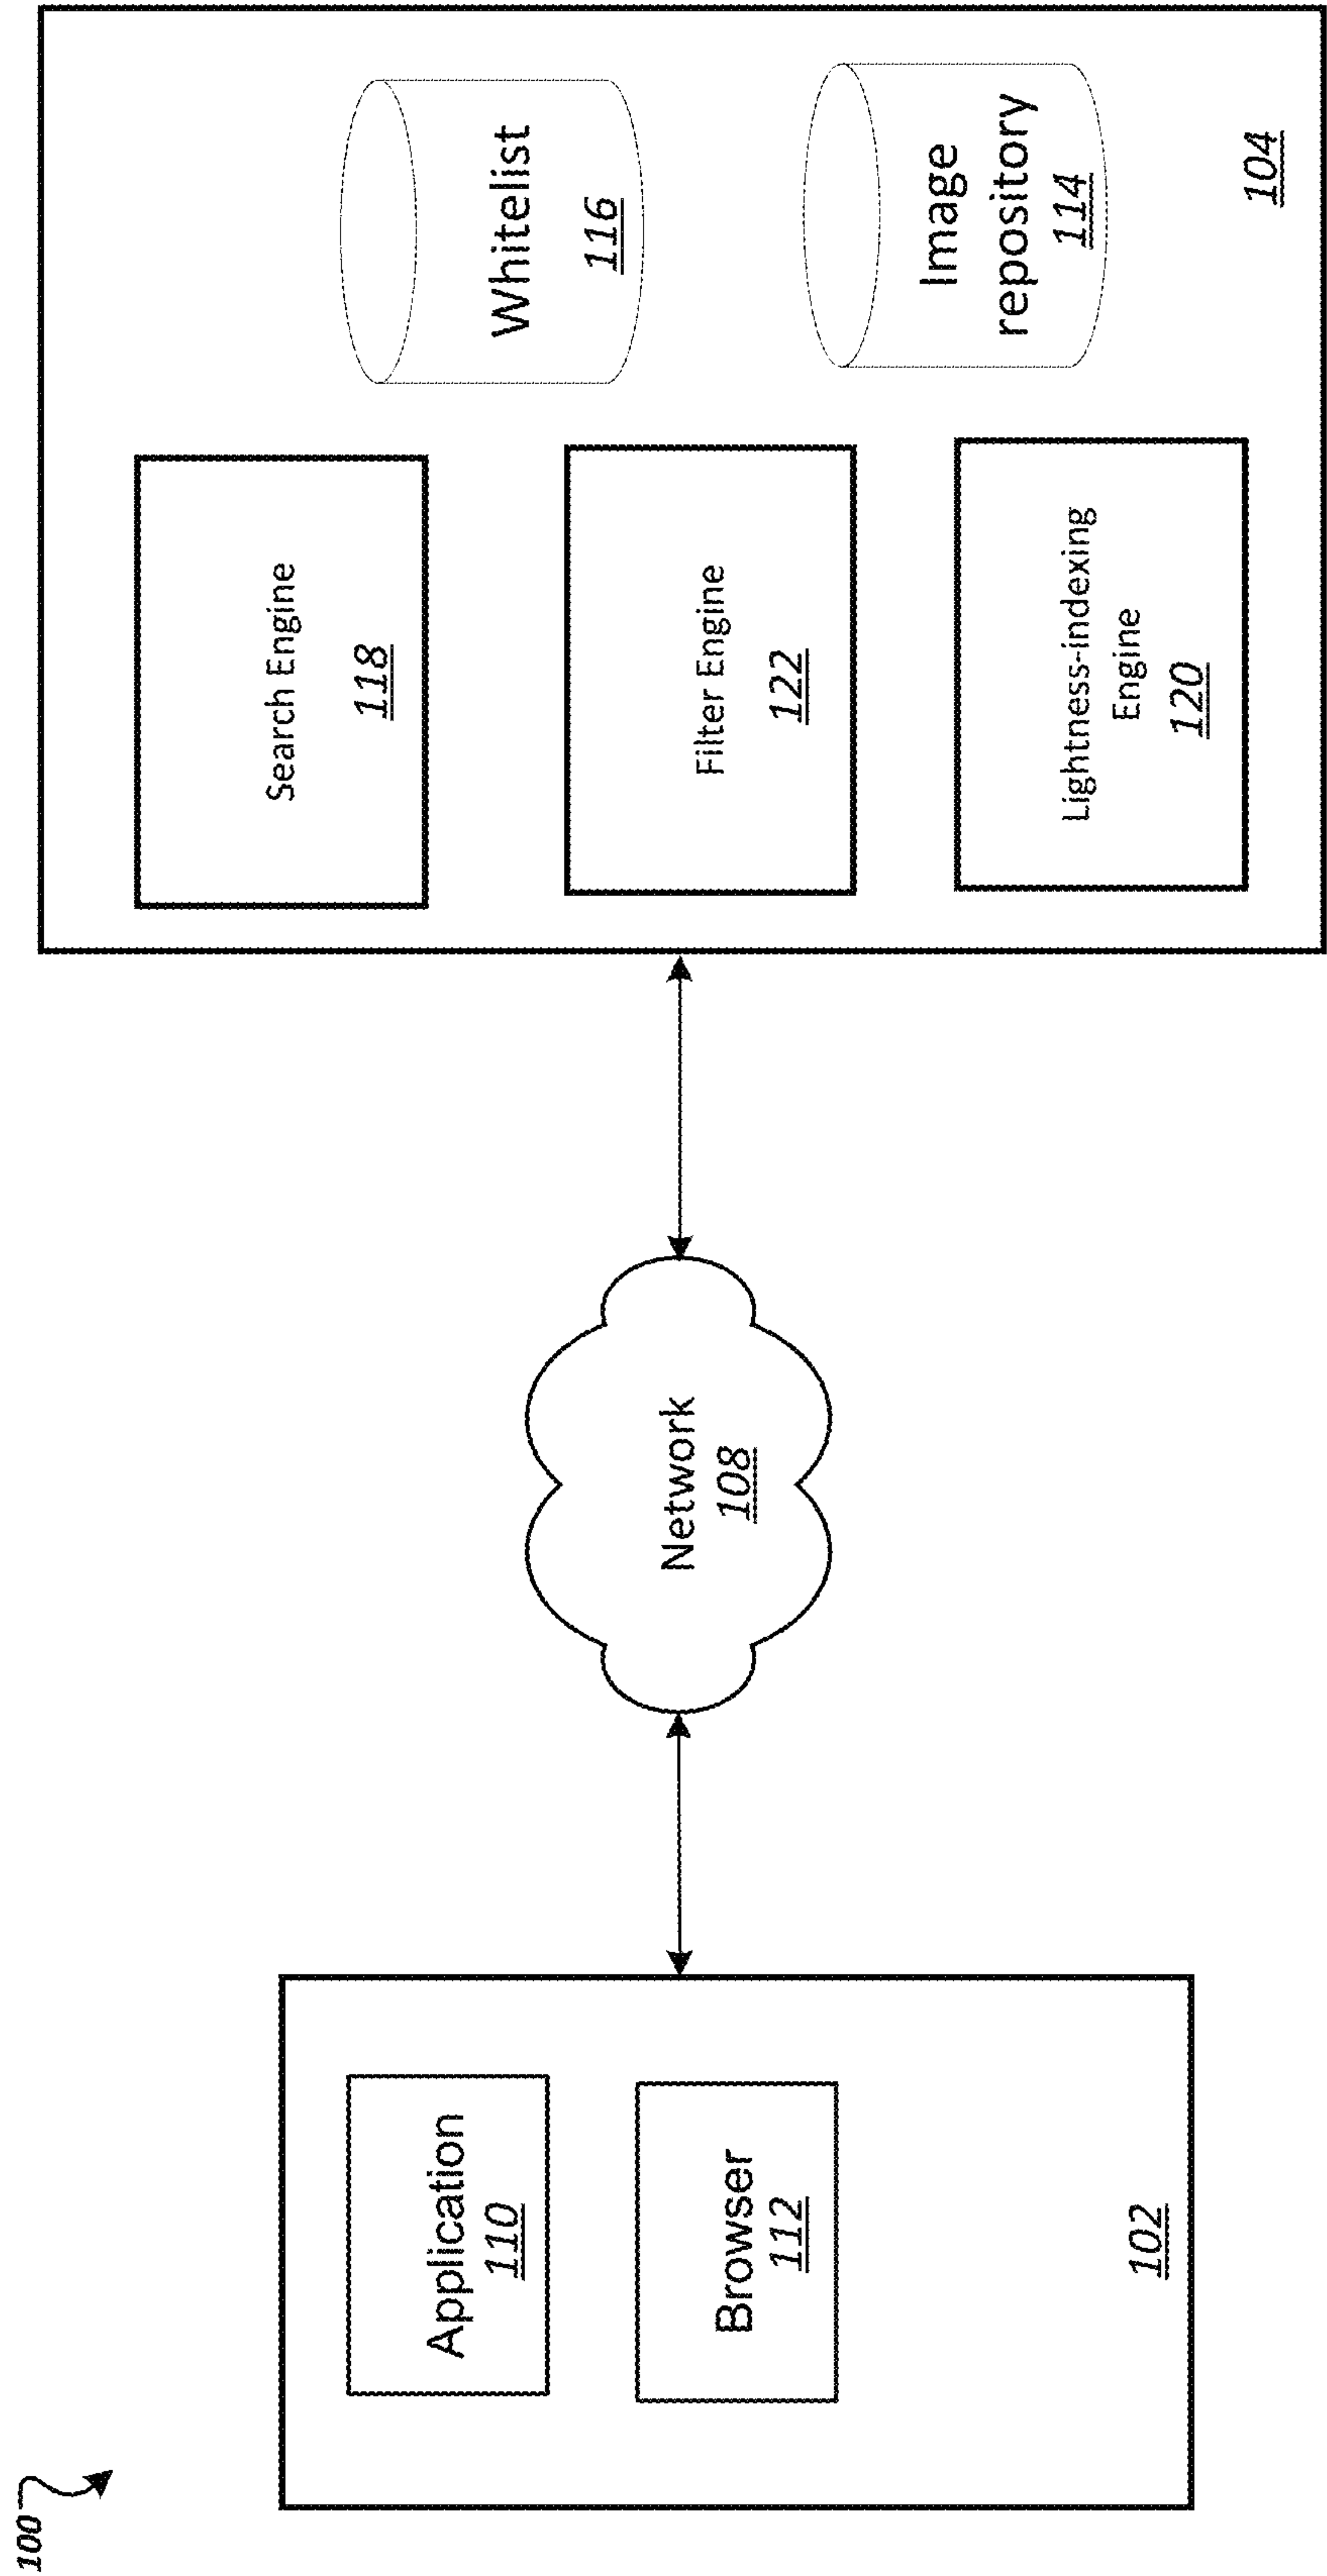 100
Application
110
Browser
112
102
Network
108
Search Engine
118
Filter Engine
122
Lightness-indexing
Engine
120
Whitelist
116
Image
repository
114
104